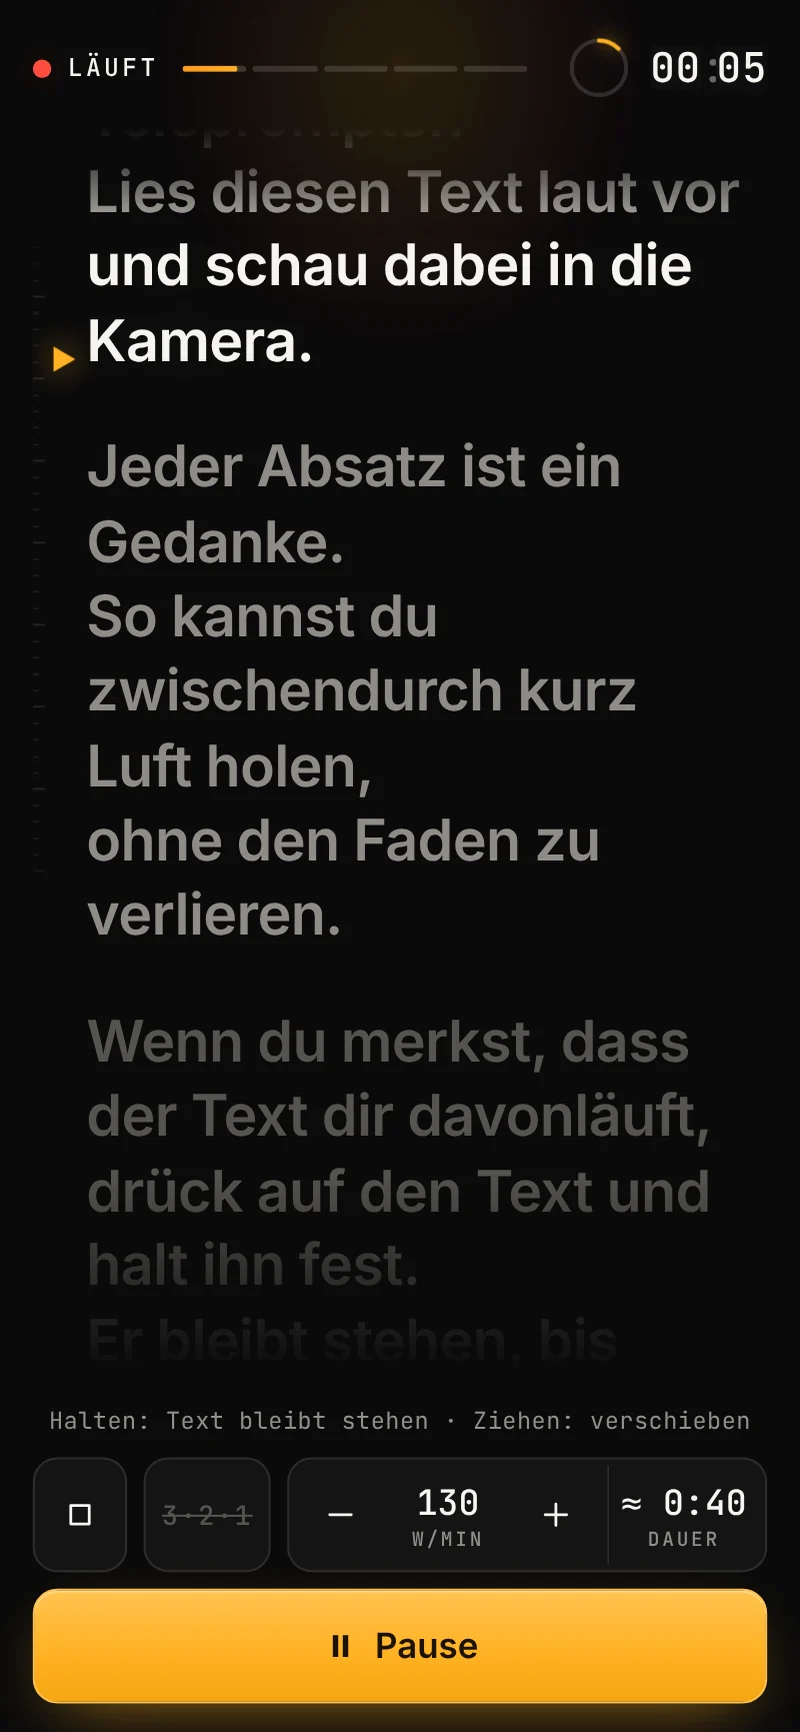 LÄUFT
00:05
Teleprompter.
Lies diesen Text laut vor
und schau dabei in die
Kamera.
Jeder Absatz ist ein
Gedanke.
So kannst du
zwischendurch kurz
Luft holen,
ohne den Faden zu
verlieren.
Wenn du merkst, dass
der Text dir davonläuft,
drück auf den Text und
halt ihn fest.
Er bleibt stehen, bis
Halten: Text bleibt stehen · Ziehen: verschieben
3·2·1
− 130 +
W/MIN
≈ 0:40
DAUER
Pause